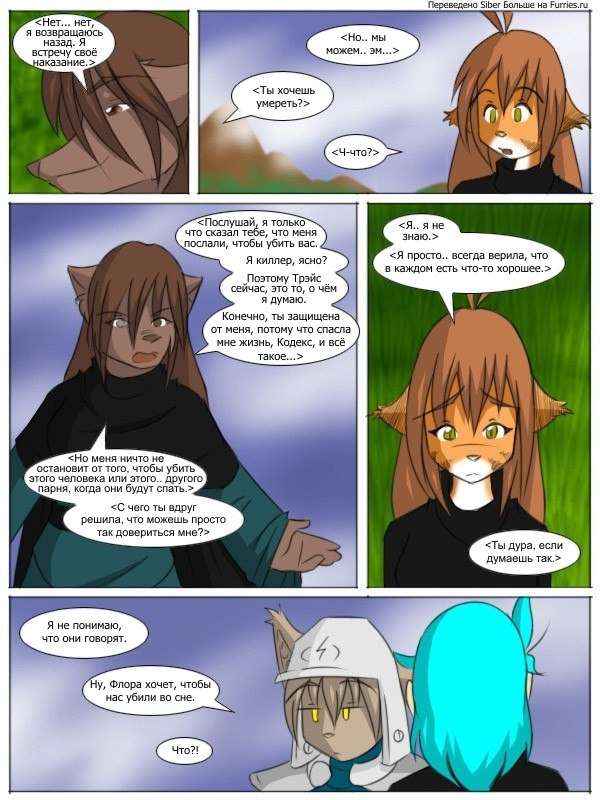 Переведено Siber Больше на Furries.ru
<Нет... нет,
я возвращаюсь
назад. Я
встречу своё
наказание.>
<Но.. мы
можем.. эм...>
<Ты хочешь
умереть?>
<Ч-что?>
<Послушай, я только
что сказал тебе, что меня
послали, чтобы убить вас.
Я киллер, ясно?
Поэтому Трэйс
сейчас, это то, о чём
я думаю.
Конечно, ты защищена
от меня, потому что спасла
мне жизнь, Кодекс, и всё
такое...>
<Но меня ничто не
остановит от того, чтобы убить
этого человека или этого.. другого
парня, когда они будут спать.>
<С чего ты вдруг
решила, что можешь просто
так довериться мне?>
<Я.. я не
знаю.>
<Я просто.. всегда верила, что
в каждом есть что-то хорошее.>
<Ты дура, если
думаешь так.>
Я не понимаю,
что они говорят.
Ну, Флора хочет, чтобы
нас убили во сне.
Что?!